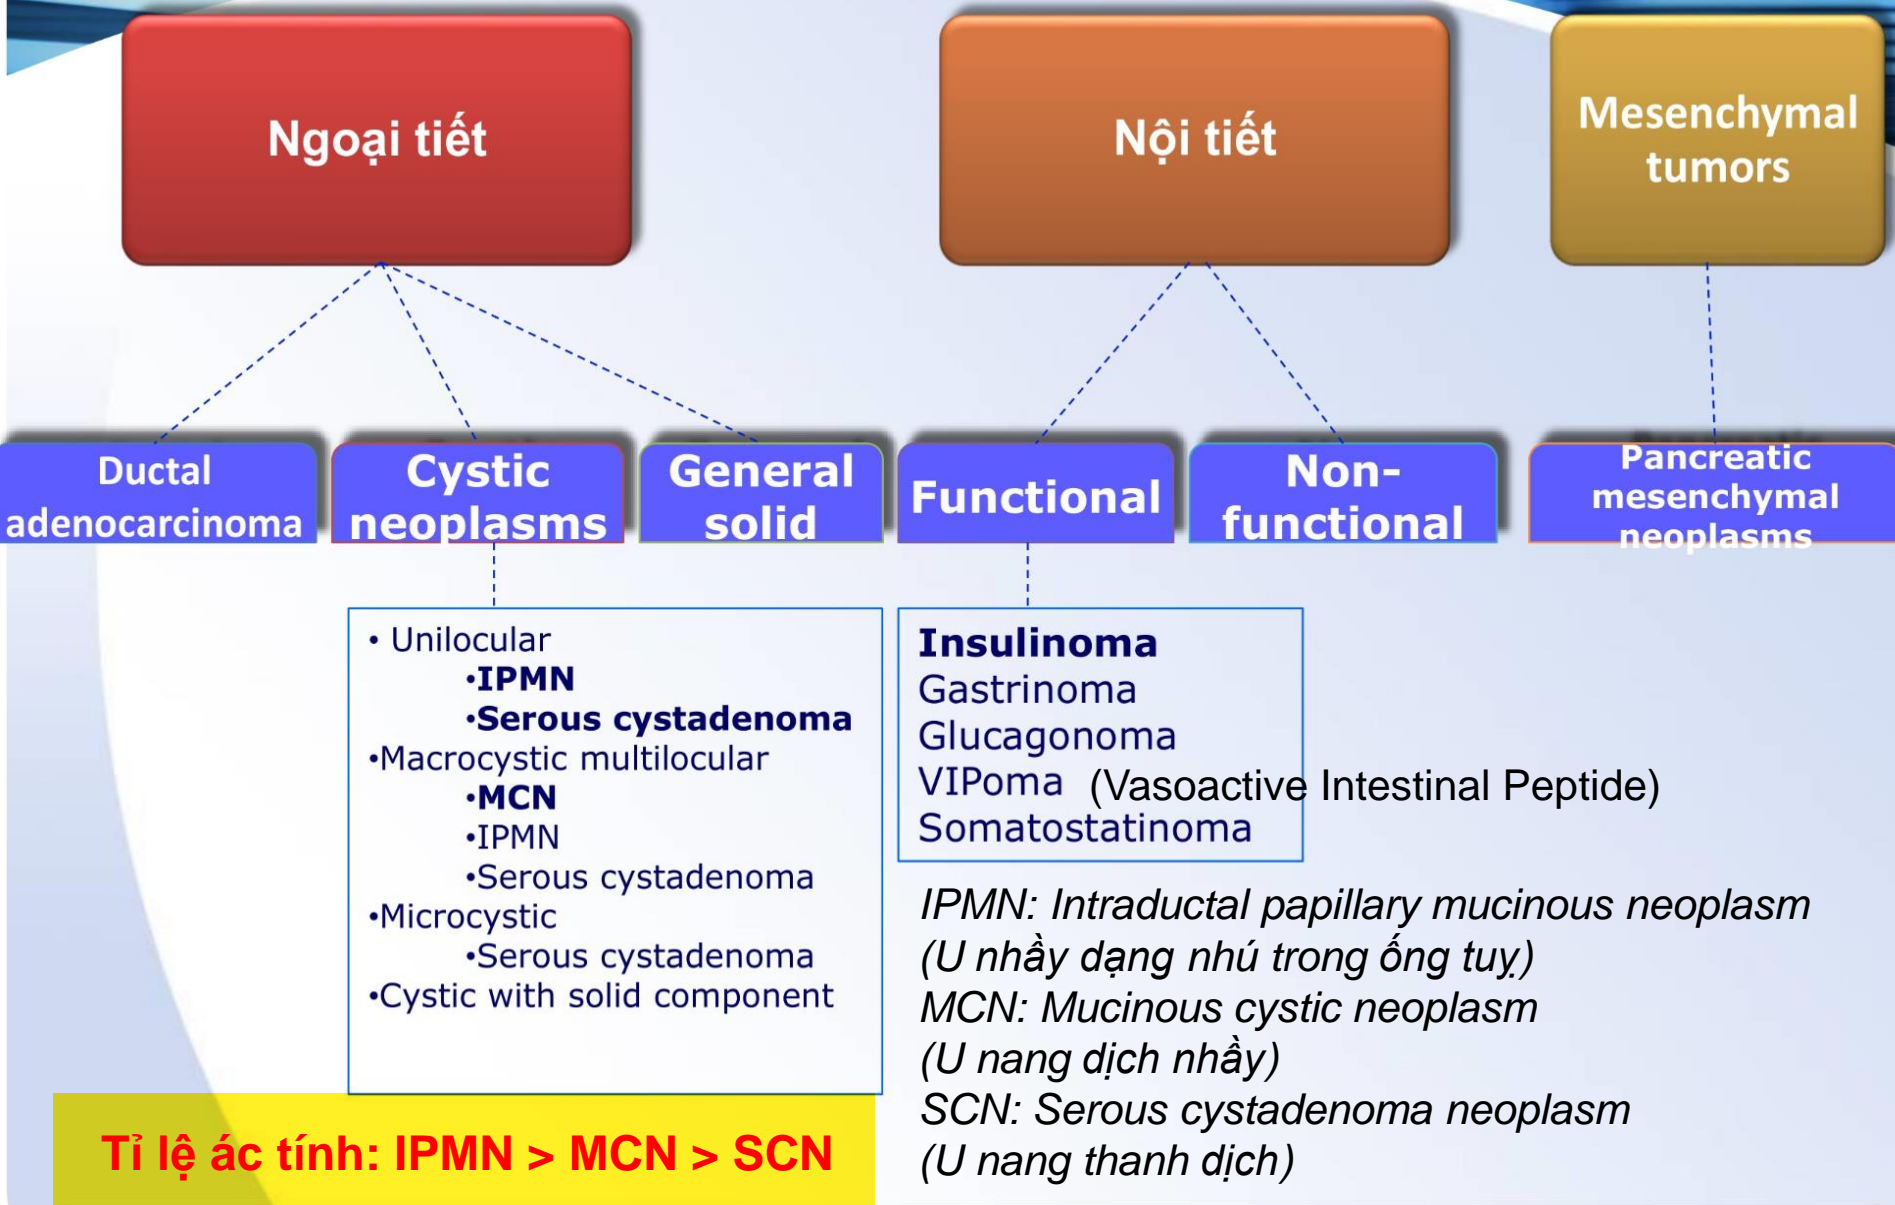 Ngoại tiết
Nội tiết
Mesenchymal
tumors
Ductal
adenocarcinoma
Cystic
neoplasms
General
solid
Functional
Non-
functional
Pancreatic
mesenchymal
neoplasms
• Unilocular
•IPMN
•Serous cystadenoma
•Macrocystic multilocular
•MCN
•IPMN
•Serous cystadenoma
•Microcystic
•Serous cystadenoma
•Cystic with solid component
Insulinoma
Gastrinoma
Glucagonoma
VIPoma (Vasoactive Intestinal Peptide)
Somatostatinoma
IPMN: Intraductal papillary mucinous neoplasm
(U nhầy dạng nhú trong ống tuỵ)
MCN: Mucinous cystic neoplasm
(U nang dịch nhầy)
SCN: Serous cystadenoma neoplasm
(U nang thanh dịch)
Tỉ lệ ác tính: IPMN > MCN > SCN